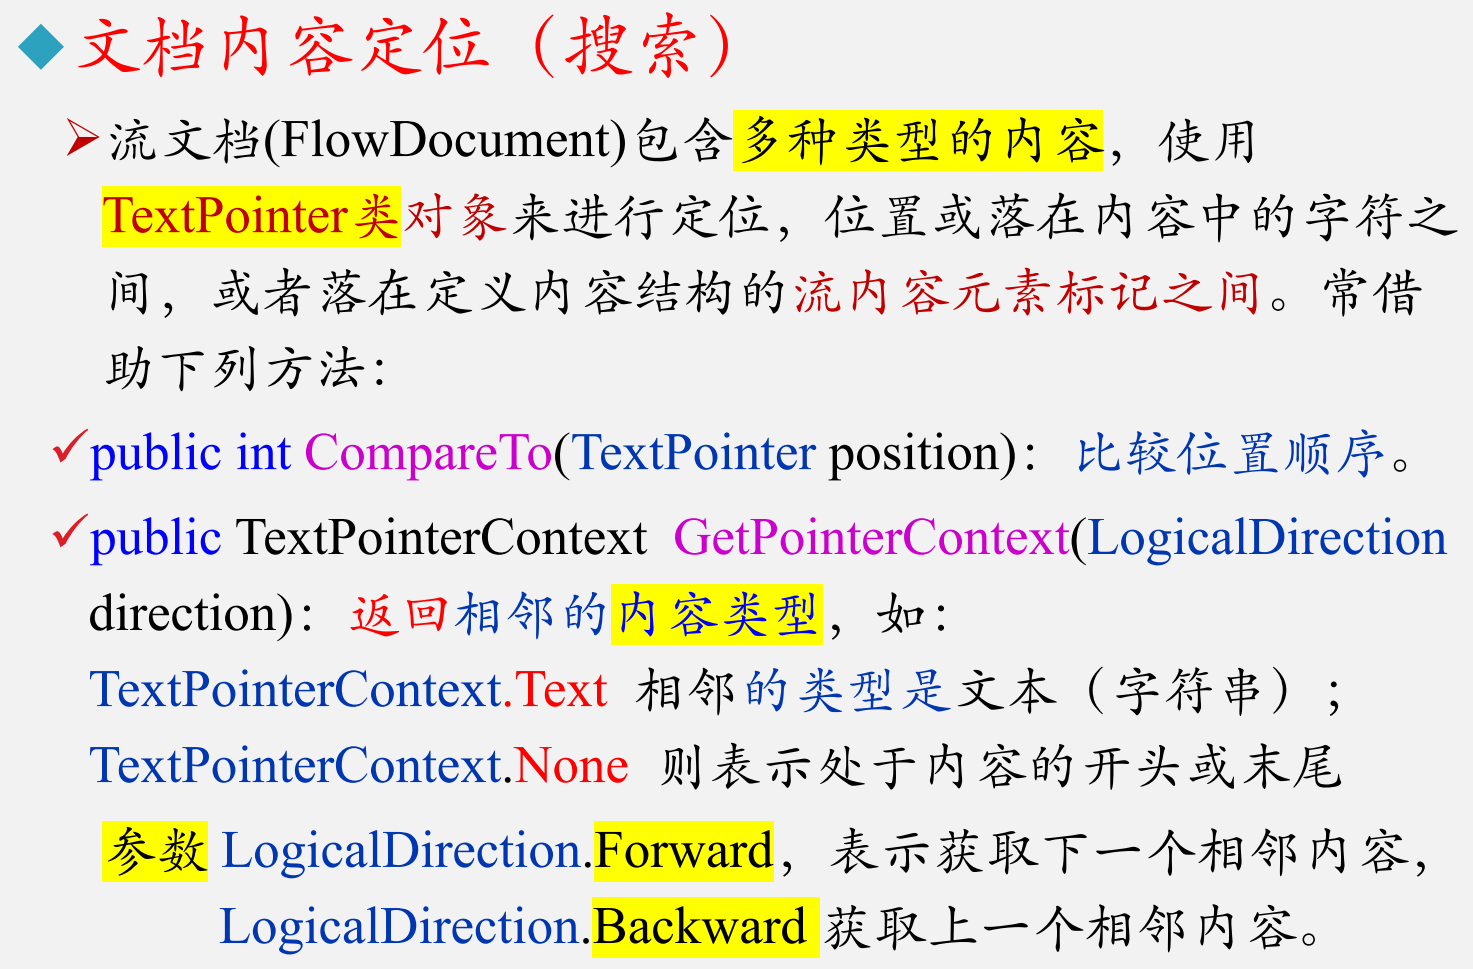 文档内容定位（搜索）
流文档(FlowDocument)包含多种类型的内容，使用
TextPointer类对象来进行定位，位置或落在内容中的字符之
间，或者落在定义内容结构的流内容元素标记之间。常借
助下列方法：
public int CompareTo(TextPointer position)：比较位置顺序。
public TextPointerContext GetPointerContext(LogicalDirection
direction)：返回相邻的内容类型，如：
TextPointerContext.Text 相邻的类型是文本（字符串）；
TextPointerContext.None 则表示处于内容的开头或末尾
参数 LogicalDirection.Forward，表示获取下一个相邻内容，
LogicalDirection.Backward 获取上一个相邻内容。